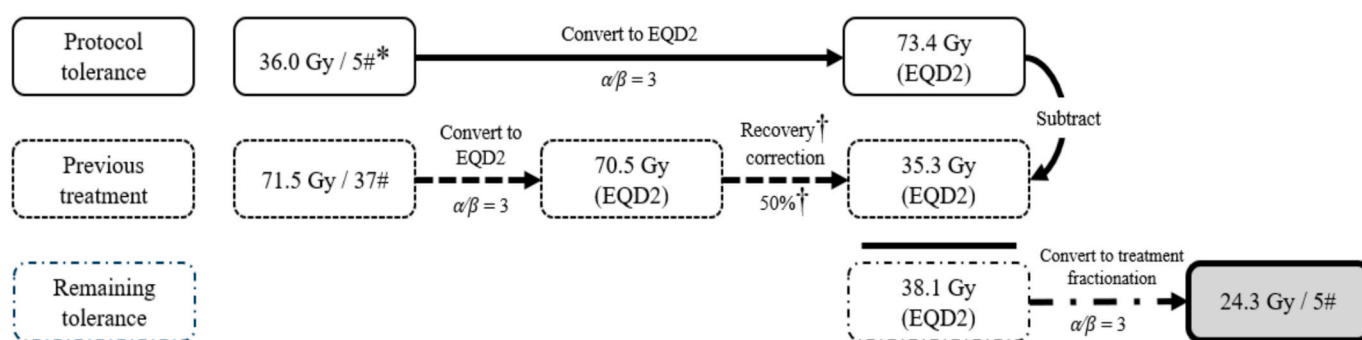 Protocol
tolerance
36.0 Gy / 5#*
Convert to EQD2
α/β = 3
73.4 Gy
(EQD2)
Subtract
Previous
treatment
71.5 Gy / 37#
Convert to
EQD2
α/β = 3
70.5 Gy
(EQD2)
Recovery†
correction
50%†
35.3 Gy
(EQD2)
Remaining
tolerance
38.1 Gy
(EQD2)
Convert to treatment
fractionation
α/β = 3
24.3 Gy / 5#